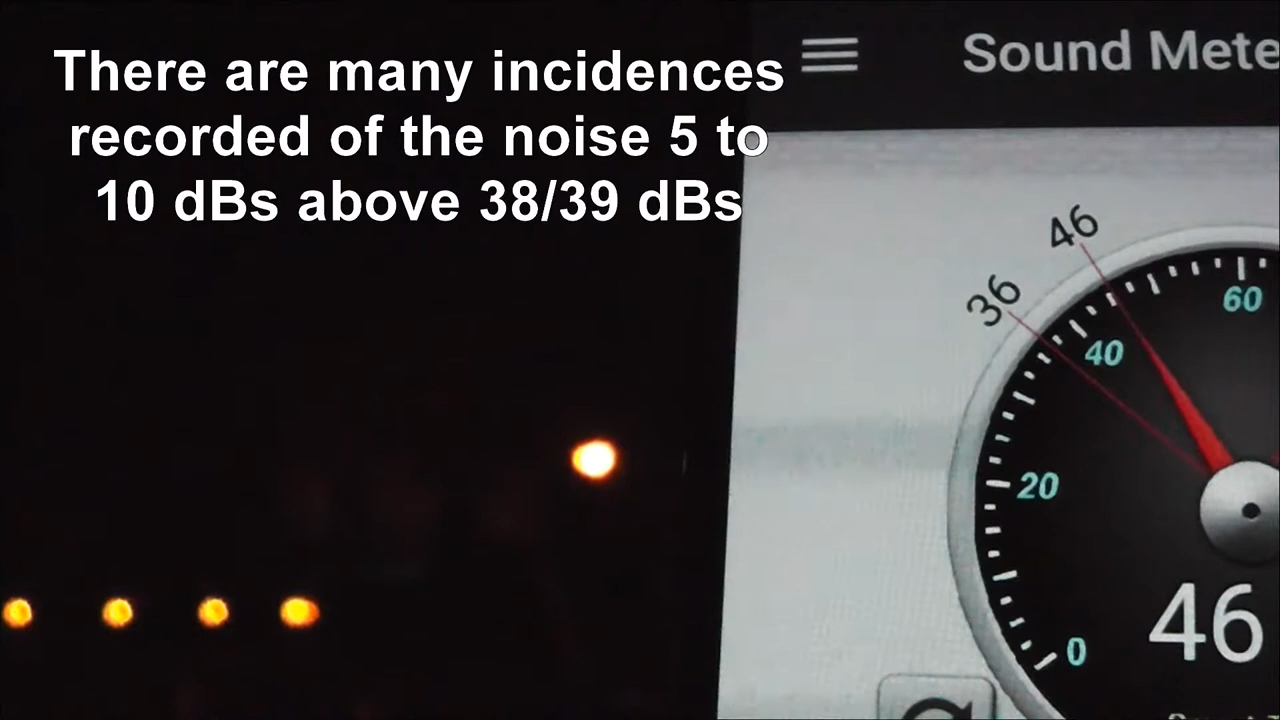 There are many incidences
recorded of the noise 5 to
10 dBs above 38/39 dBs
Sound Mete
46
36
60
40
20
0
46